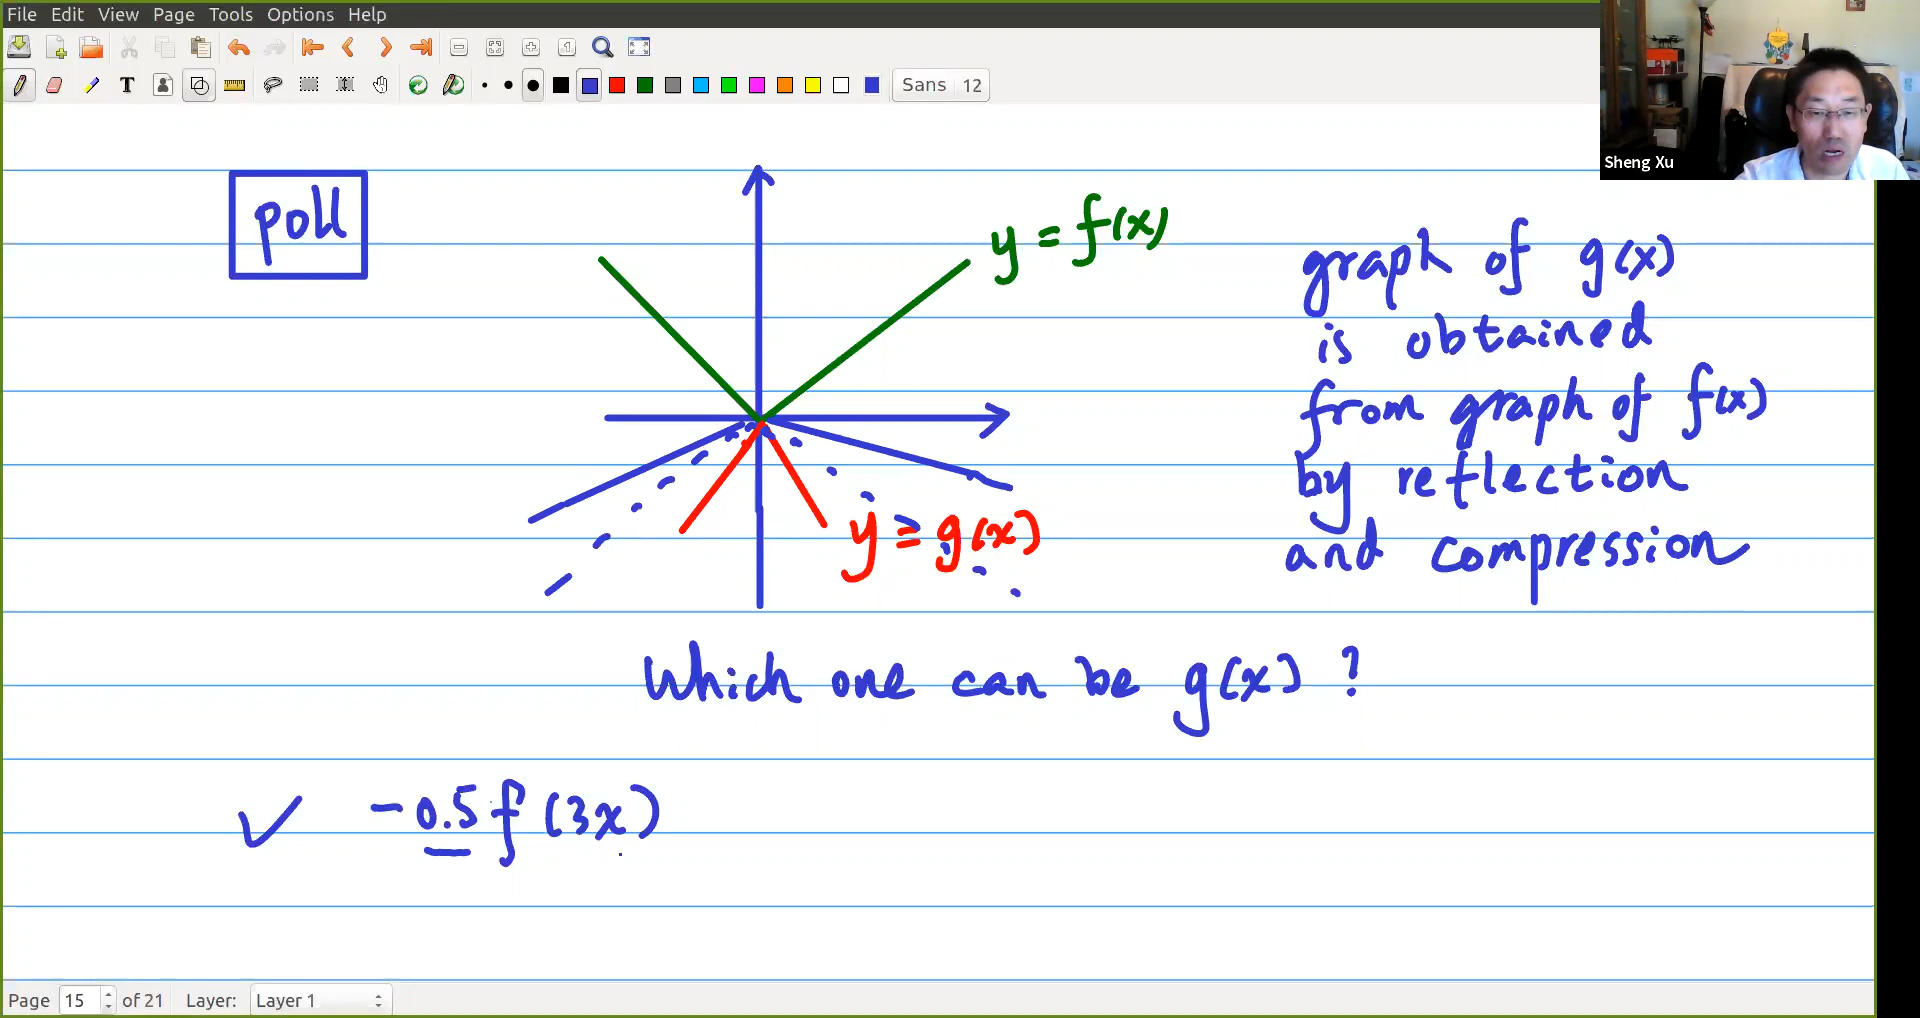 File Edit View Page Tools Options Help
Sans 12
Sheng Xu
poll
y = f(x)
graph of g(x)
is obtained
from graph of f(x)
by reflection
and compression
y = g(x)
Which one can be g(x) ?
✓ -0.5 f (3x)
Page 15 of 21 Layer: Layer 1